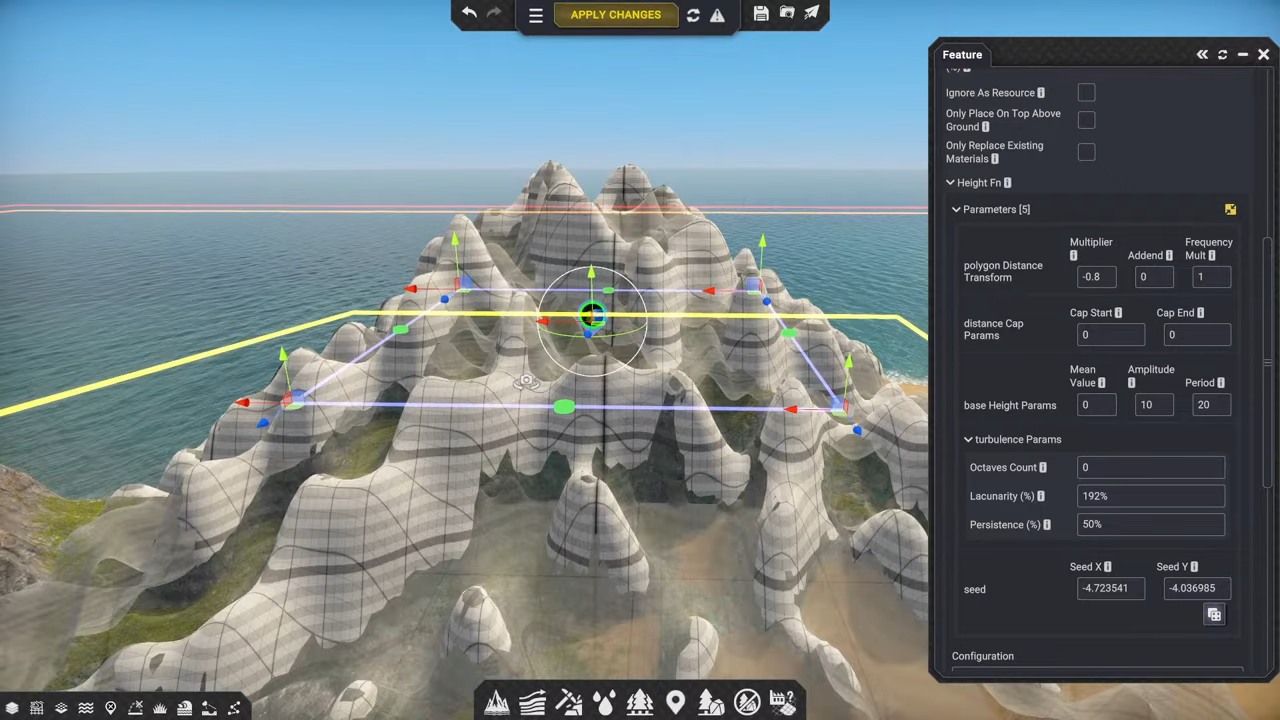 APPLY CHANGES
Feature
Ignore As Resource
Only Place On Top Above
Ground
Only Replace Existing
Materials
Height Fn
Parameters [5]
polygon Distance
Transform
Multiplier
Addend
Frequency
Mult
-0.8
0
1
distance Cap
Params
Cap Start
Cap End
0
0
base Height Params
Mean
Value
Amplitude
Period
0
10
20
turbulence Params
Octaves Count
0
Lacunarity (%)
192%
Persistence (%)
50%
seed
Seed X
Seed Y
-4.723541
-4.036985
Configuration